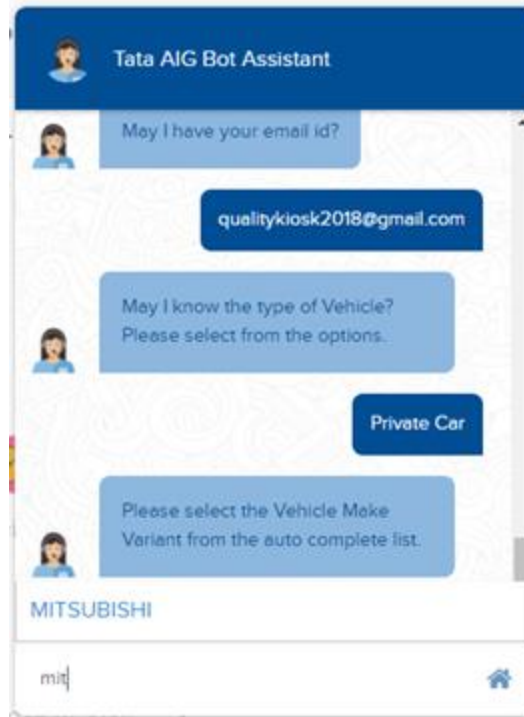 Tata AIG Bot Assistant
May I have your email id?
qualitykiosk2018@gmail.com
May I know the type of Vehicle?
Please select from the options.
Private Car
Please select the Vehicle Make
Variant from the auto complete list.
MITSUBISHI
mit